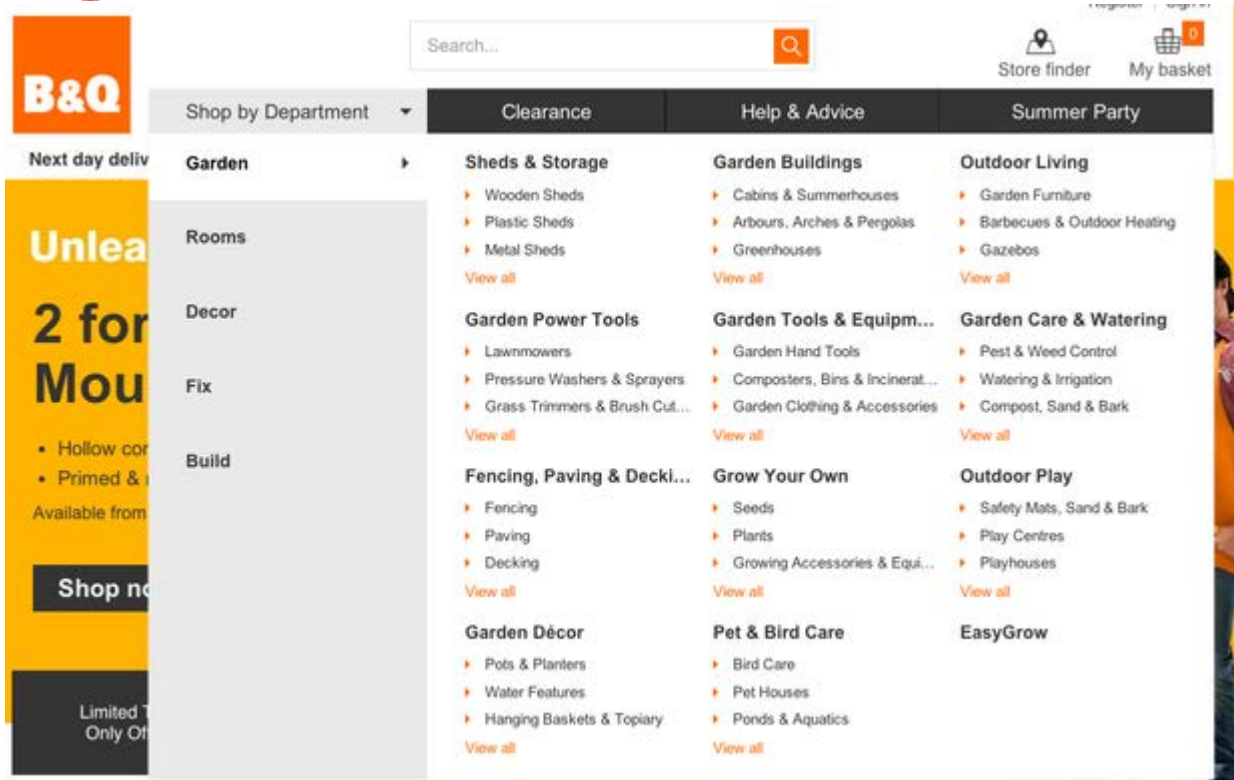 Register Sign in
B&Q
Search...
Store finder
0
My basket
Shop by Department
Clearance
Help & Advice
Summer Party
Next day deliv
Garden
Rooms
Decor
Fix
Build
Sheds & Storage
Wooden Sheds
Plastic Sheds
Metal Sheds
View all
Garden Buildings
Cabins & Summerhouses
Arbours, Arches & Pergolas
Greenhouses
View all
Outdoor Living
Garden Furniture
Barbecues & Outdoor Heating
Gazebos
View all
Garden Power Tools
Lawnmowers
Pressure Washers & Sprayers
Grass Trimmers & Brush Cut...
View all
Garden Tools & Equipm...
Garden Hand Tools
Composters, Bins & Incinerat...
Garden Clothing & Accessories
View all
Garden Care & Watering
Pest & Weed Control
Watering & Irrigation
Compost, Sand & Bark
View all
Fencing, Paving & Decki...
Fencing
Paving
Decking
View all
Grow Your Own
Seeds
Plants
Growing Accessories & Equi...
View all
Outdoor Play
Safety Mats, Sand & Bark
Play Centres
Playhouses
View all
Garden Décor
Pots & Planters
Water Features
Hanging Baskets & Topiary
View all
Pet & Bird Care
Bird Care
Pet Houses
Ponds & Aquatics
View all
EasyGrow
Unlea
2 for
Mou
Hollow cor
Primed &
Available from
Shop no
Limited T
Only Of